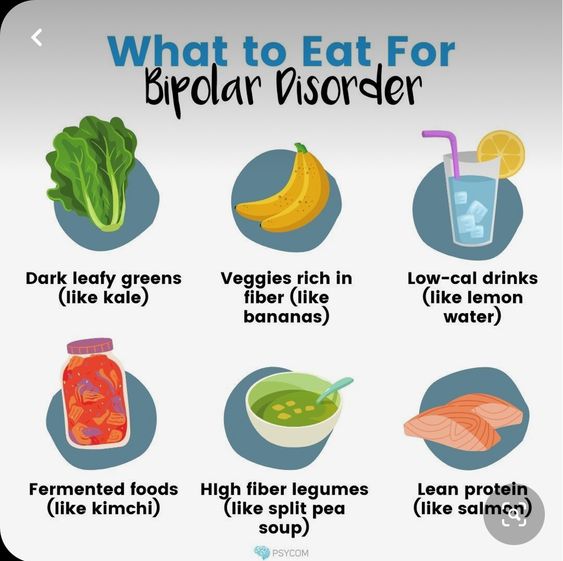 What to Eat For
Bipolar Disorder
Dark leafy greens
(like kale)
Veggies rich in
fiber (like
bananas)
Low-cal drinks
(like lemon
water)
Fermented foods
(like kimchi)
HIgh fiber legumes
(like split pea
soup)
Lean protein
(like salmon)
PSYCOM